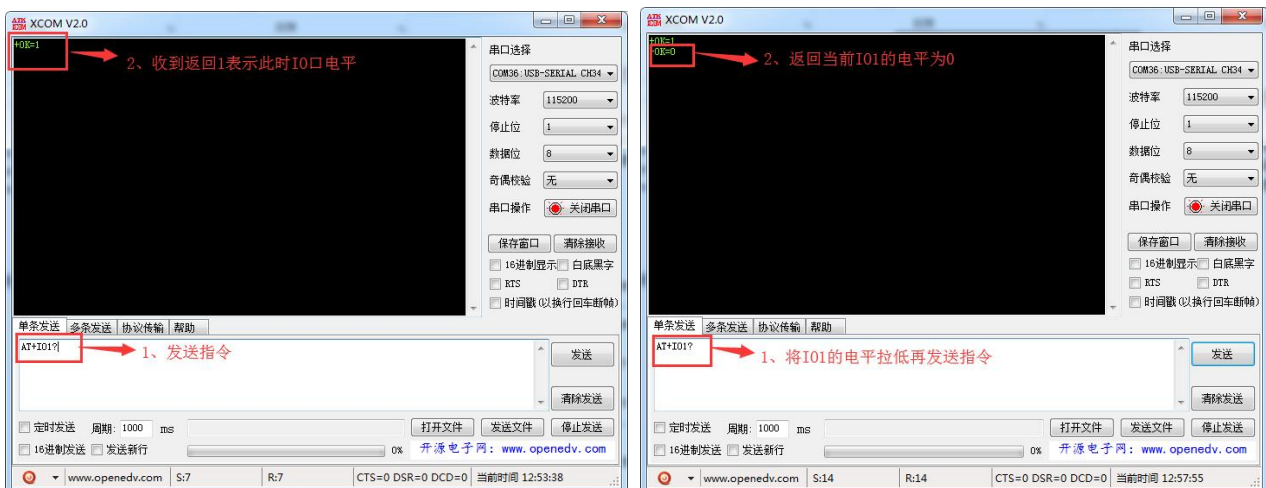 XCOM V2.0
+OK=1
2、收到返回1表示此时IO口电平
串口选择
COM36:USB-SERIAL CH34
波特率 115200
停止位 1
数据位 8
奇偶校验 无
串口操作 关闭串口
保存窗口 清除接收
16进制显示 白底黑字
RTS DTR
时间戳(以换行回车断帧)
单条发送 多条发送 协议传输 帮助
AT+IO1?
1、发送指令
发送
清除发送
定时发送 周期: 1000 ms 打开文件 发送文件 停止发送
16进制发送 发送新行 0% 开源电子网: www.openedv.com
www.openedv.com S:7 R:7 CTS=0 DSR=0 DCD=0 当前时间 12:53:38
XCOM V2.0
+OK=1
+OK=0
2、返回当前IO1的电平为0
串口选择
COM36:USB-SERIAL CH34
波特率 115200
停止位 1
数据位 8
奇偶校验 无
串口操作 关闭串口
保存窗口 清除接收
16进制显示 白底黑字
RTS DTR
时间戳(以换行回车断帧)
单条发送 多条发送 协议传输 帮助
AT+IO1?
1、将IO1的电平拉低再发送指令
发送
清除发送
定时发送 周期: 1000 ms 打开文件 发送文件 停止发送
16进制发送 发送新行 0% 开源电子网: www.openedv.com
www.openedv.com S:14 R:14 CTS=0 DSR=0 DCD=0 当前时间 12:57:55